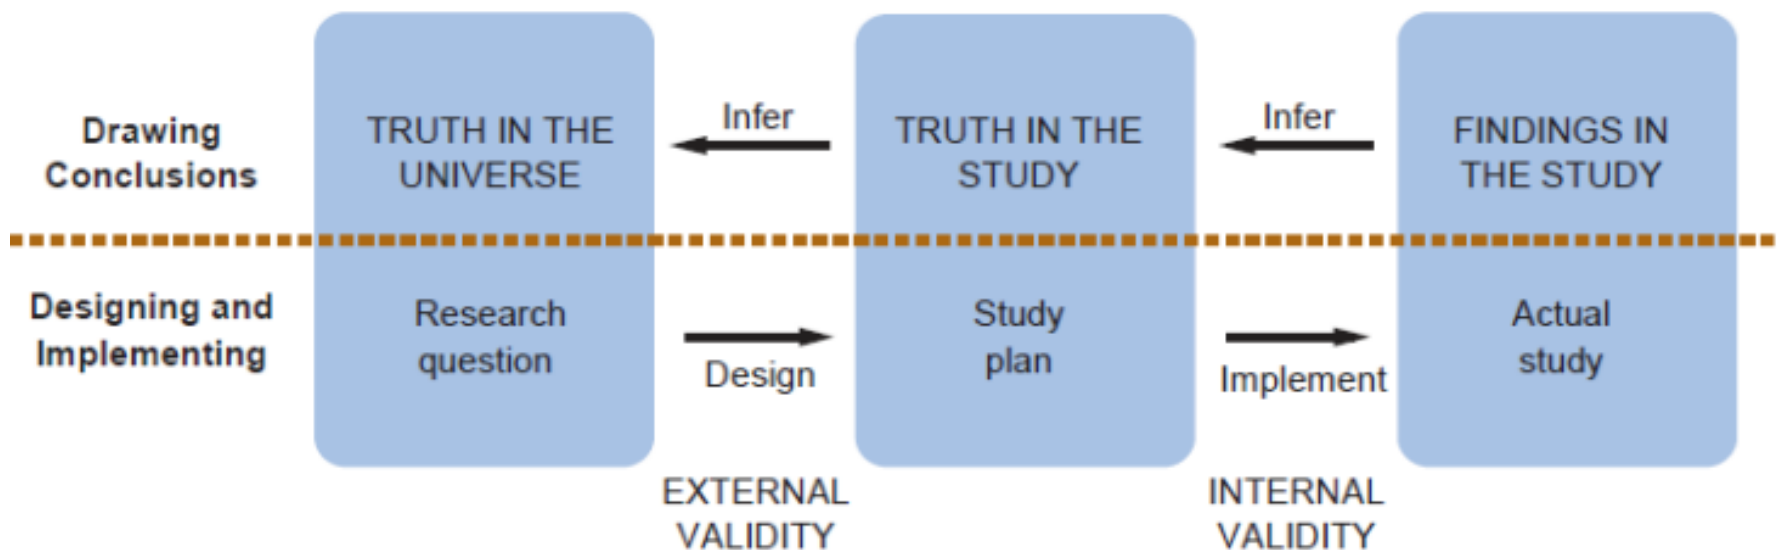 Drawing
Conclusions
TRUTH IN THE
UNIVERSE
Infer
TRUTH IN THE
STUDY
Infer
FINDINGS IN
THE STUDY
Designing and
Implementing
Research
question
Design
Study
plan
Implement
Actual
study
EXTERNAL
VALIDITY
INTERNAL
VALIDITY